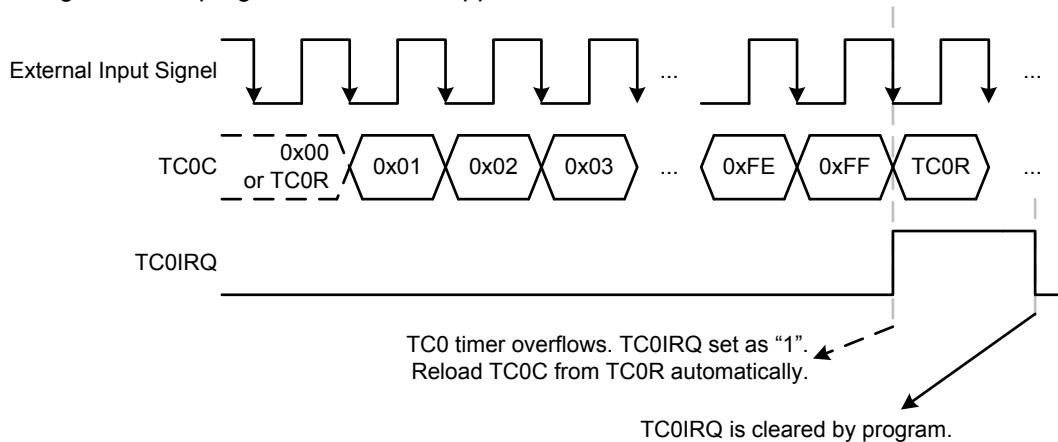 External Input Signel
...
...
TC0C
0x00
or TC0R
0x01
0x02
0x03
...
0xFE
0xFF
TC0R
...
TC0IRQ
TC0 timer overflows. TC0IRQ set as “1”.
Reload TC0C from TC0R automatically.
TC0IRQ is cleared by program.